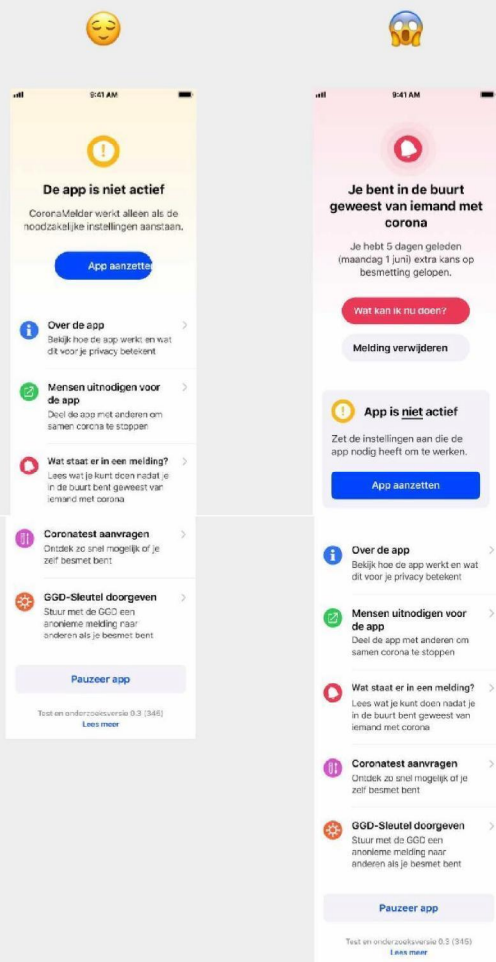 9:41 AM
De app is niet actief
CoronaMelder werkt alleen als de
noodzakelijke instellingen aanstaan.
App aanzetten
Over de app
Bekijk hoe de app werkt en wat
dit voor je privacy betekent
Mensen uitnodigen voor
de app
Deel de app met anderen om
samen corona te stoppen
Wat staat er in een melding?
Lees wat je kunt doen nadat je
in de buurt bent geweest van
iemand met corona
Coronatest aanvragen
Ontdek zo snel mogelijk of je
zelf besmet bent
GGD-Sleutel doorgeven
Stuur met de GGD een
anonieme melding naar
anderen als je besmet bent
Pauzeer app
Test en onderzoeksversie 0.3 (346)
Lees meer
9:41 AM
Je bent in de buurt
geweest van iemand met
corona
Je hebt 5 dagen geleden
(maandag 1 juni) extra kans op
besmetting gelopen.
Wat kan ik nu doen?
Melding verwijderen
App is niet actief
Zet de instellingen aan die de
app nodig heeft om te werken.
App aanzetten
Over de app
Bekijk hoe de app werkt en wat
dit voor je privacy betekent
Mensen uitnodigen voor
de app
Deel de app met anderen om
samen corona te stoppen
Wat staat er in een melding?
Lees wat je kunt doen nadat je
in de buurt bent geweest van
iemand met corona
Coronatest aanvragen
Ontdek zo snel mogelijk of je
zelf besmet bent
GGD-Sleutel doorgeven
Stuur met de GGD een
anonieme melding naar
anderen als je besmet bent
Pauzeer app
Test en onderzoeksversie 0.3 (346)
Lees meer